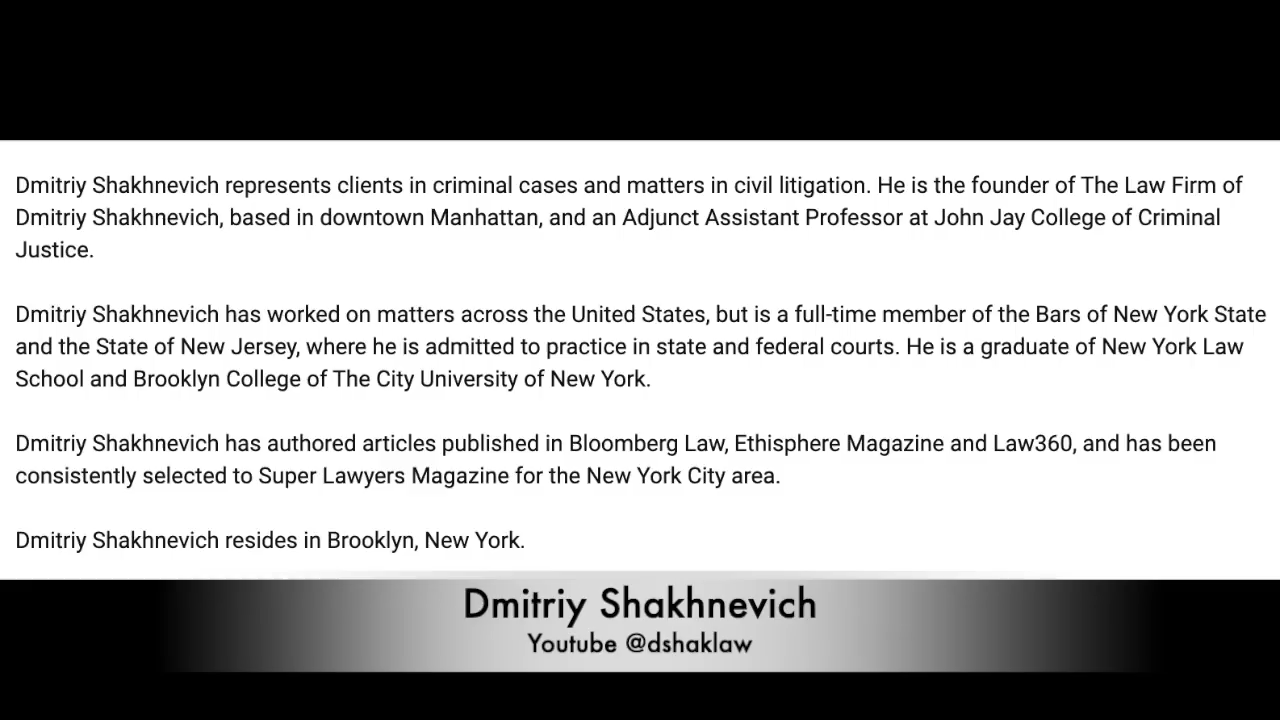 Dmitriy Shakhnevich represents clients in criminal cases and matters in civil litigation. He is the founder of The Law Firm of
Dmitriy Shakhnevich, based in downtown Manhattan, and an Adjunct Assistant Professor at John Jay College of Criminal
Justice.
Dmitriy Shakhnevich has worked on matters across the United States, but is a full-time member of the Bars of New York State
and the State of New Jersey, where he is admitted to practice in state and federal courts. He is a graduate of New York Law
School and Brooklyn College of The City University of New York.
Dmitriy Shakhnevich has authored articles published in Bloomberg Law, Ethisphere Magazine and Law360, and has been
consistently selected to Super Lawyers Magazine for the New York City area.
Dmitriy Shakhnevich resides in Brooklyn, New York.
Dmitriy Shakhnevich
Youtube @dshaklaw